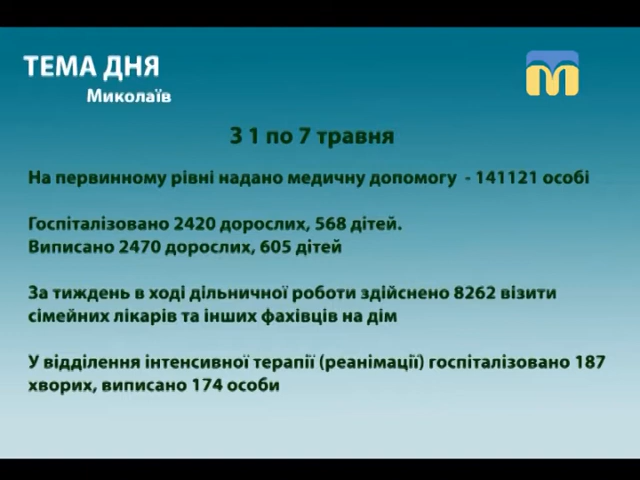 ТЕМА ДНЯ
Миколаїв
М
З 1 по 7 травня
На первинному рівні надано медичну допомогу - 141121 особі
Госпіталізовано 2420 дорослих, 568 дітей.
Виписано 2470 дорослих, 605 дітей
За тиждень в ході дільничної роботи здійснено 8262 візити
сімейних лікарів та інших фахівців на дім
У відділення інтенсивної терапії (реанімації) госпіталізовано 187
хворих, виписано 174 особи